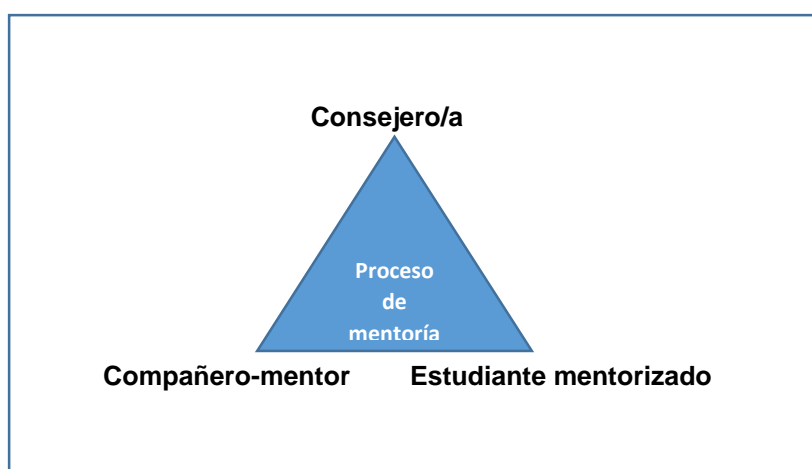 Consejero/a
Proceso
de
mentoría
Compañero-mentor Estudiante mentorizado